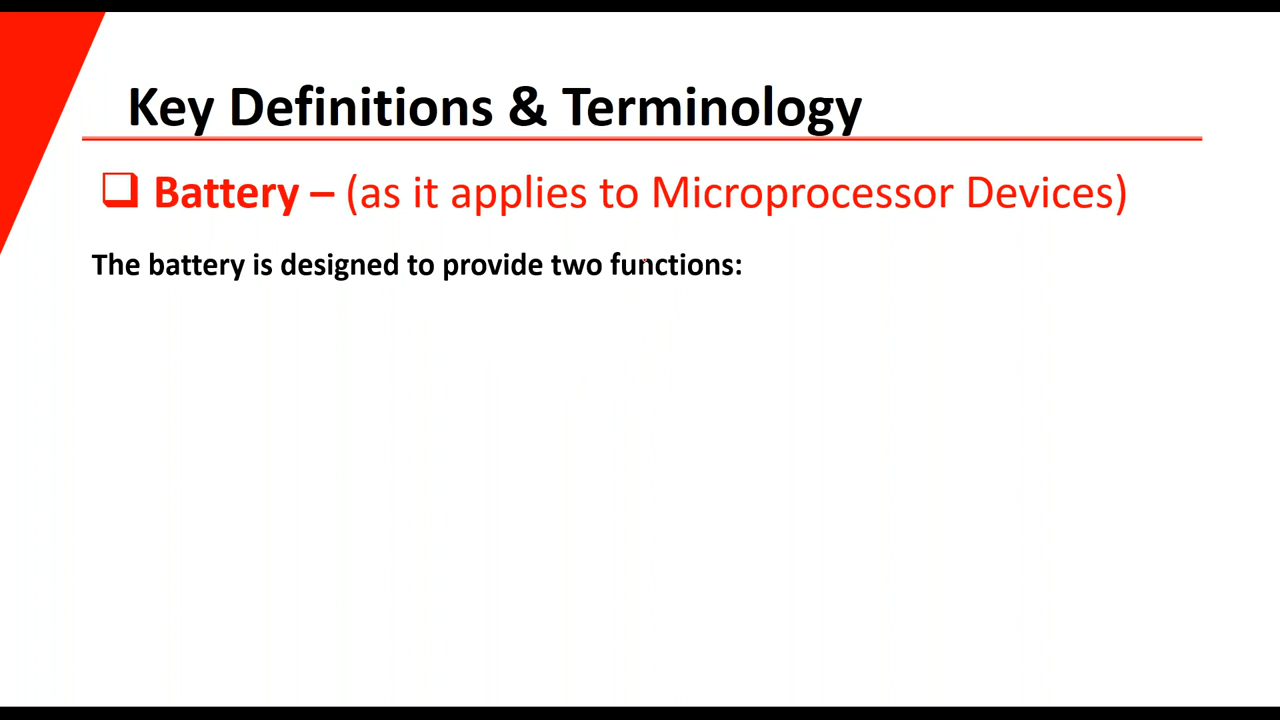 Key Definitions & Terminology
Battery – (as it applies to Microprocessor Devices)
The battery is designed to provide two functions: